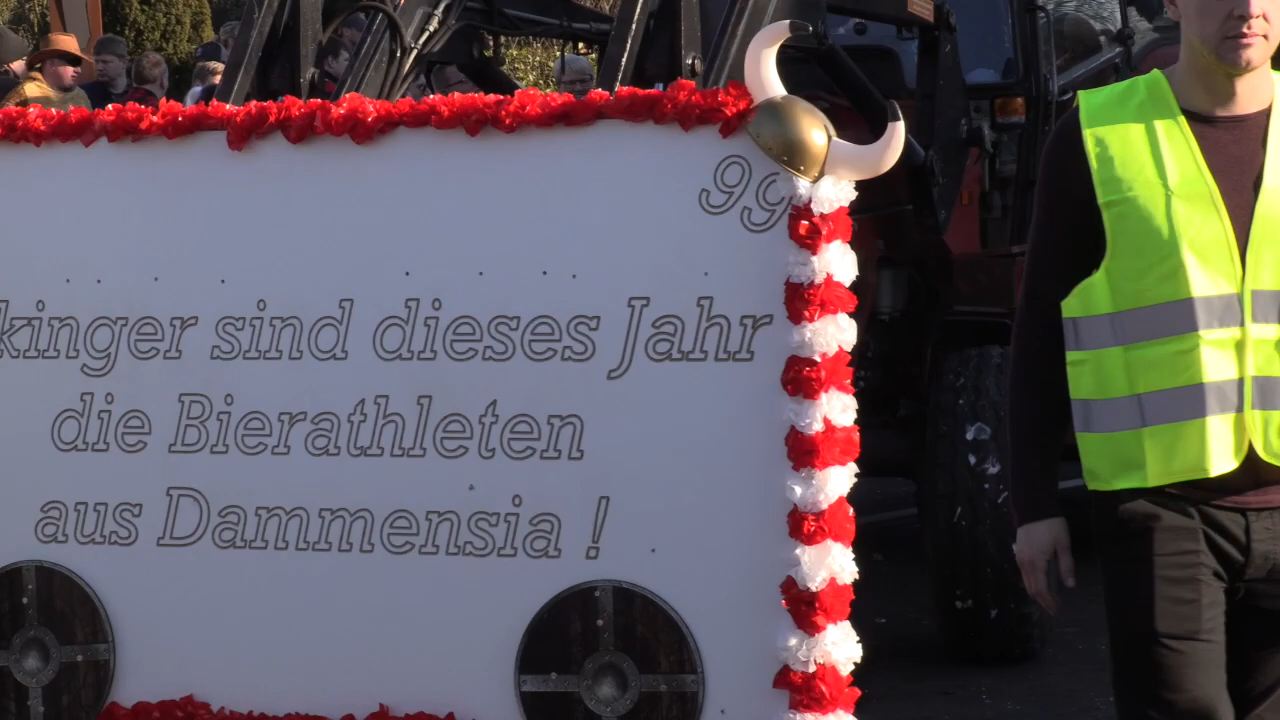 99
kinger sind dieses Jahr
die Bierathleten
aus Dammensia !